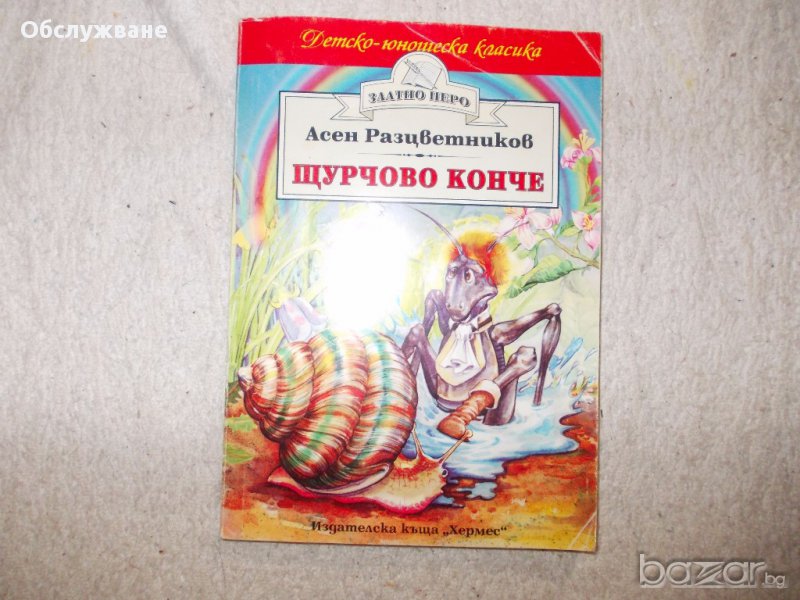 Обслужване
Детско-юношеска класика
ЗЛАТНО ПЕРО
Асен Разцветников
ЩУРЧОВО КОНЧЕ
Издателска къща „Хермес“
bazar.bg